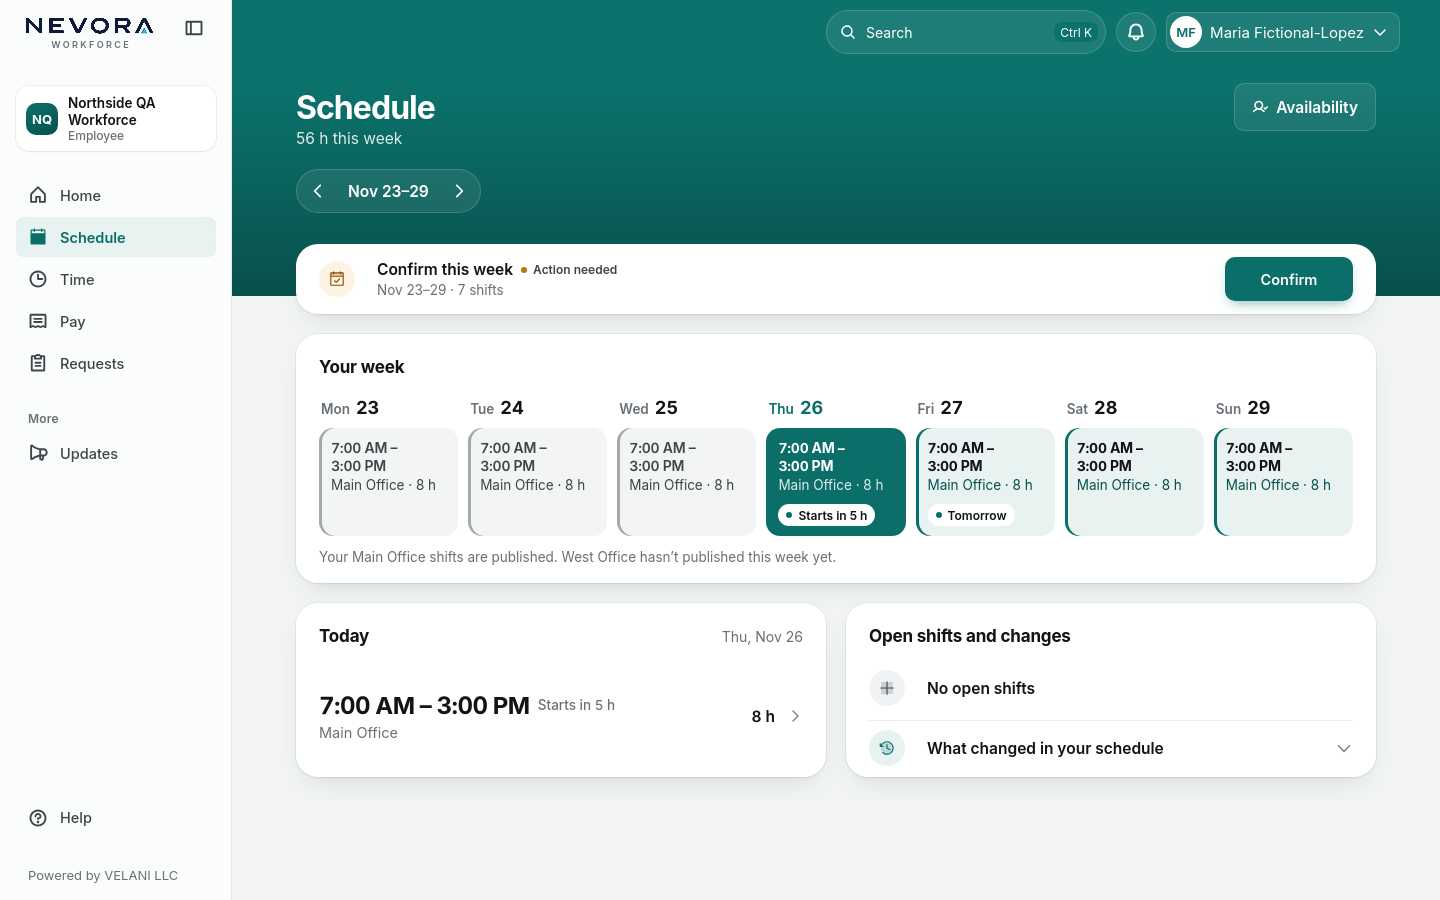 NEVORA
WORKFORCE
Search
Ctrl K
MF
Maria Fictional-Lopez
NQ
Northside QA
Workforce
Employee
Home
Schedule
Time
Pay
Requests
More
Updates
Help
Powered by VELANI LLC
Schedule
56 h this week
Availability
Nov 23–29
Confirm this week
Action needed
Nov 23–29 · 7 shifts
Confirm
Your week
Mon 23
7:00 AM –
3:00 PM
Main Office · 8 h
Tue 24
7:00 AM –
3:00 PM
Main Office · 8 h
Wed 25
7:00 AM –
3:00 PM
Main Office · 8 h
Thu 26
7:00 AM –
3:00 PM
Main Office · 8 h
Starts in 5 h
Fri 27
7:00 AM –
3:00 PM
Main Office · 8 h
Tomorrow
Sat 28
7:00 AM –
3:00 PM
Main Office · 8 h
Sun 29
7:00 AM –
3:00 PM
Main Office · 8 h
Your Main Office shifts are published. West Office hasn’t published this week yet.
Today
Thu, Nov 26
7:00 AM – 3:00 PM Starts in 5 h
Main Office
8 h
Open shifts and changes
No open shifts
What changed in your schedule